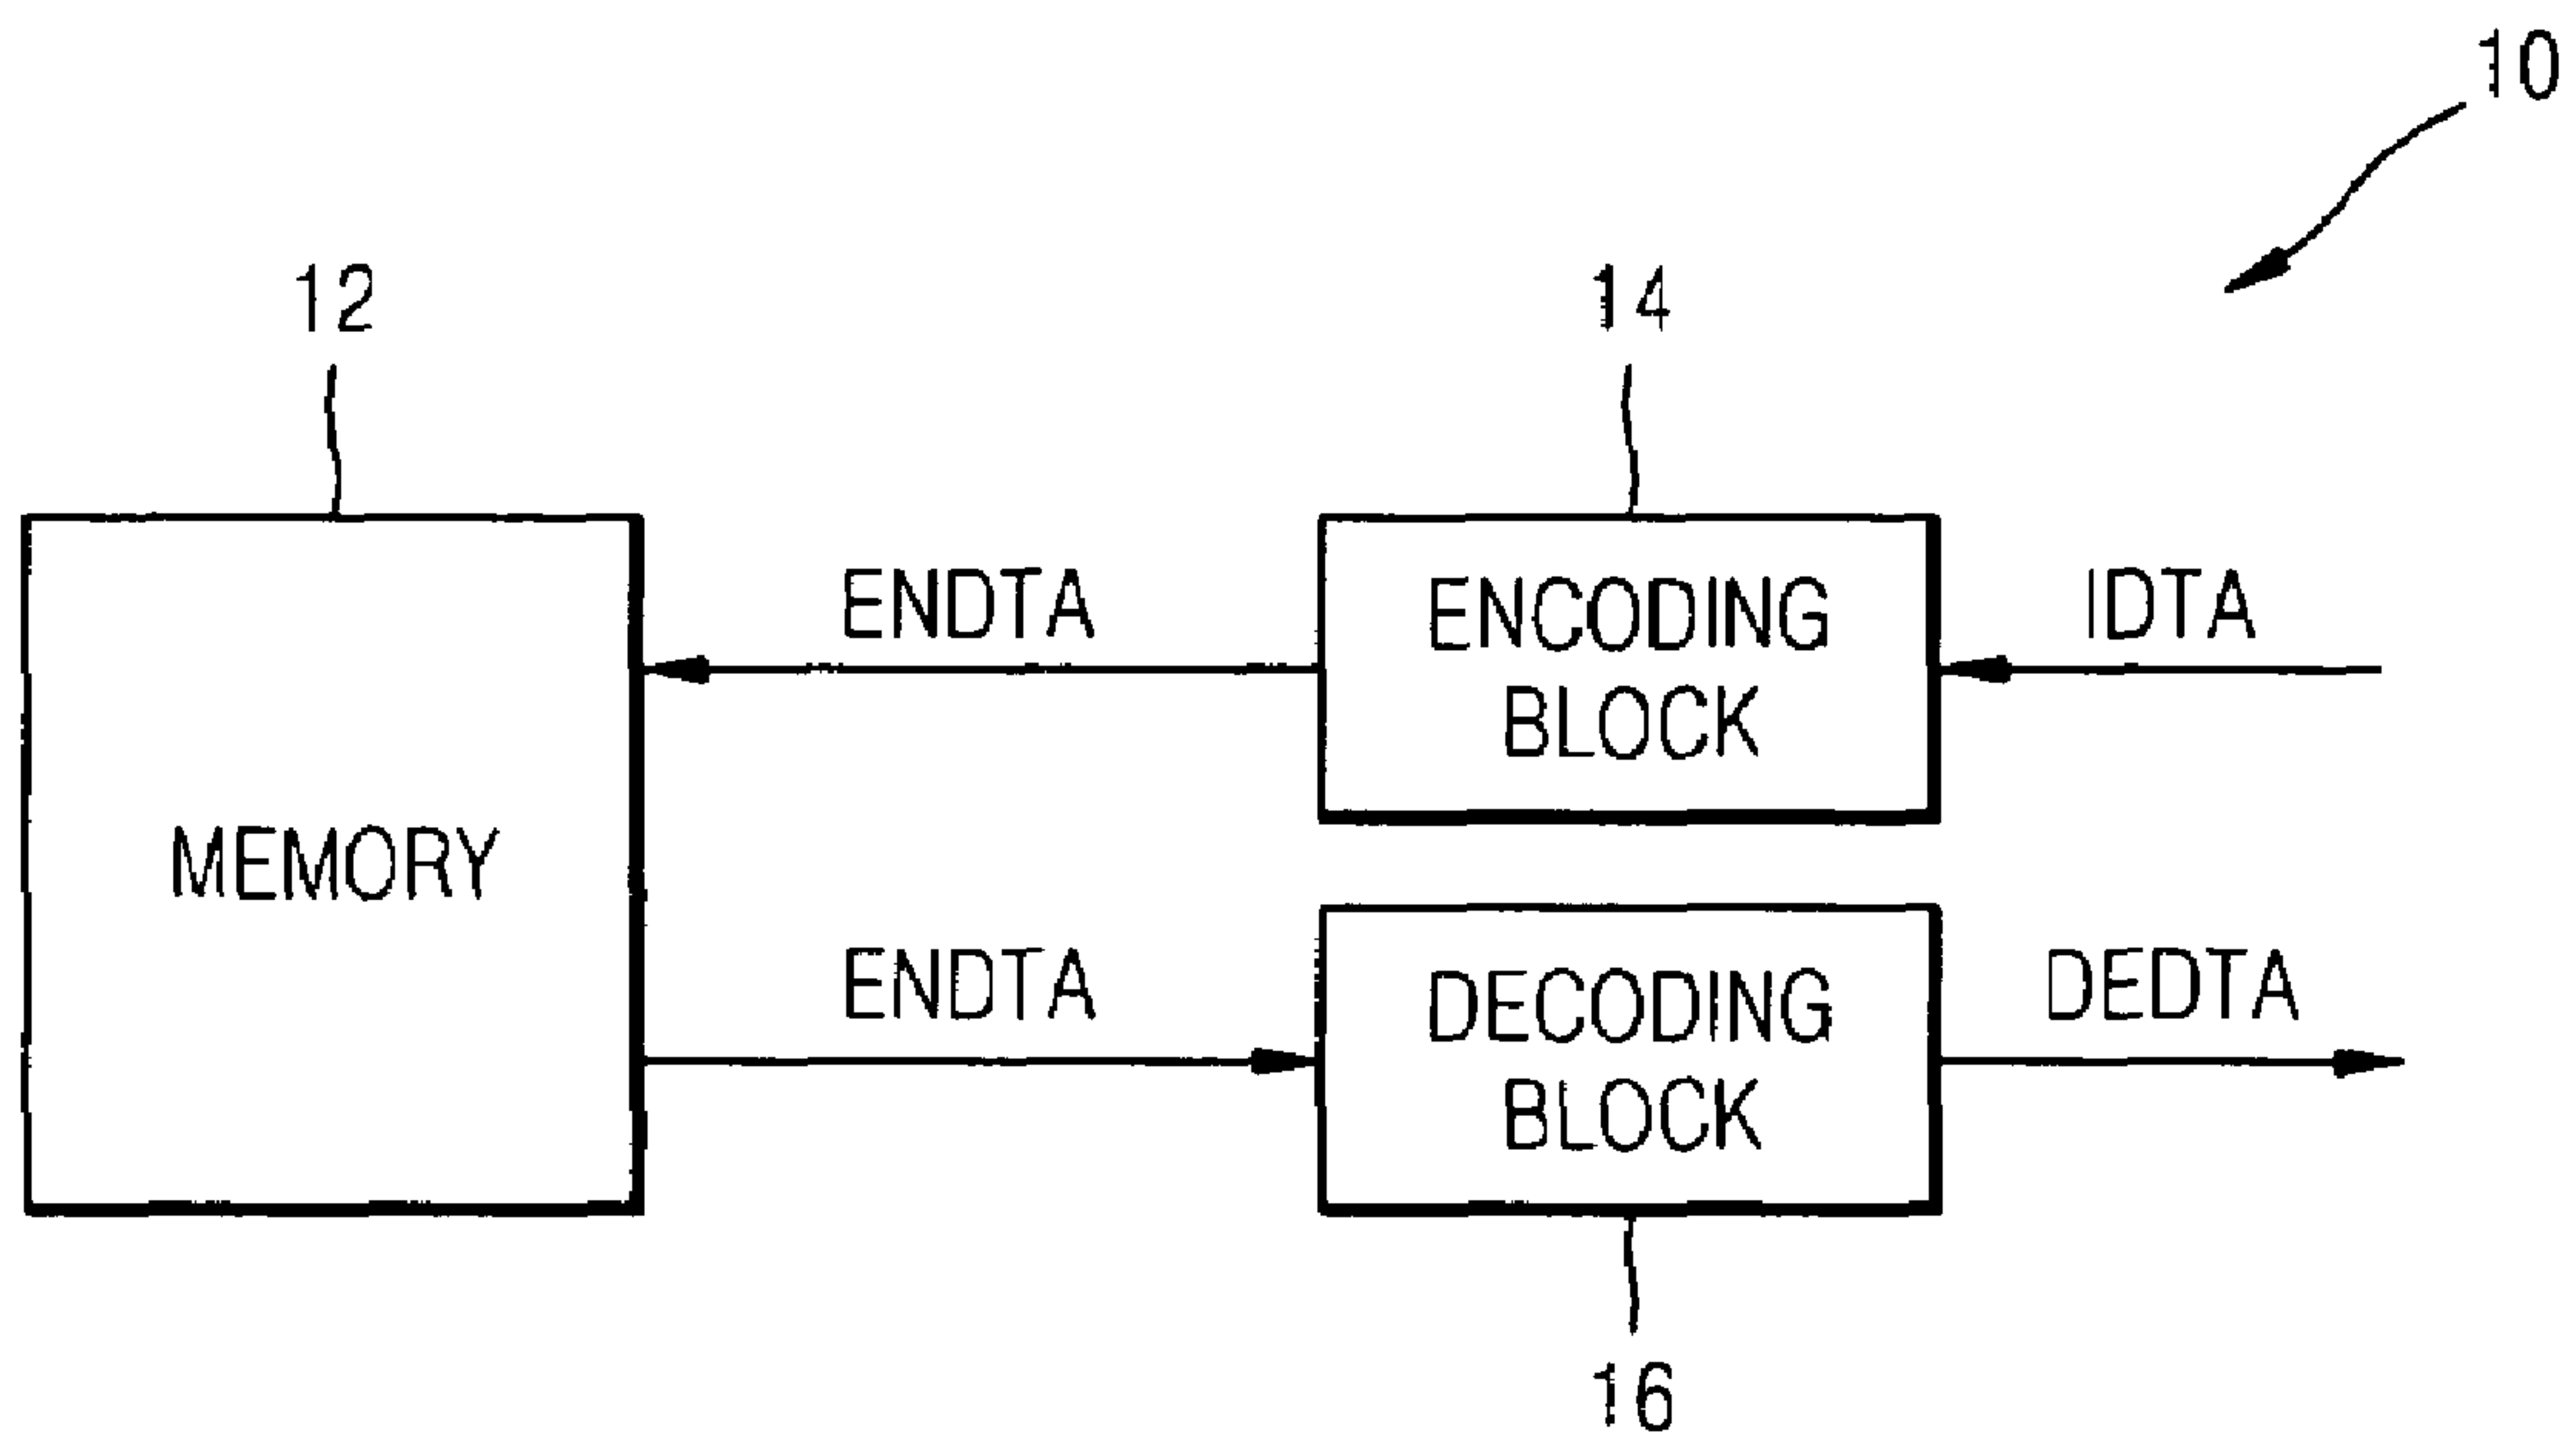 10
12
14
ENDTA
ENCODING
BLOCK
IDTA
MEMORY
ENDTA
DECODING
BLOCK
DEDTA
16